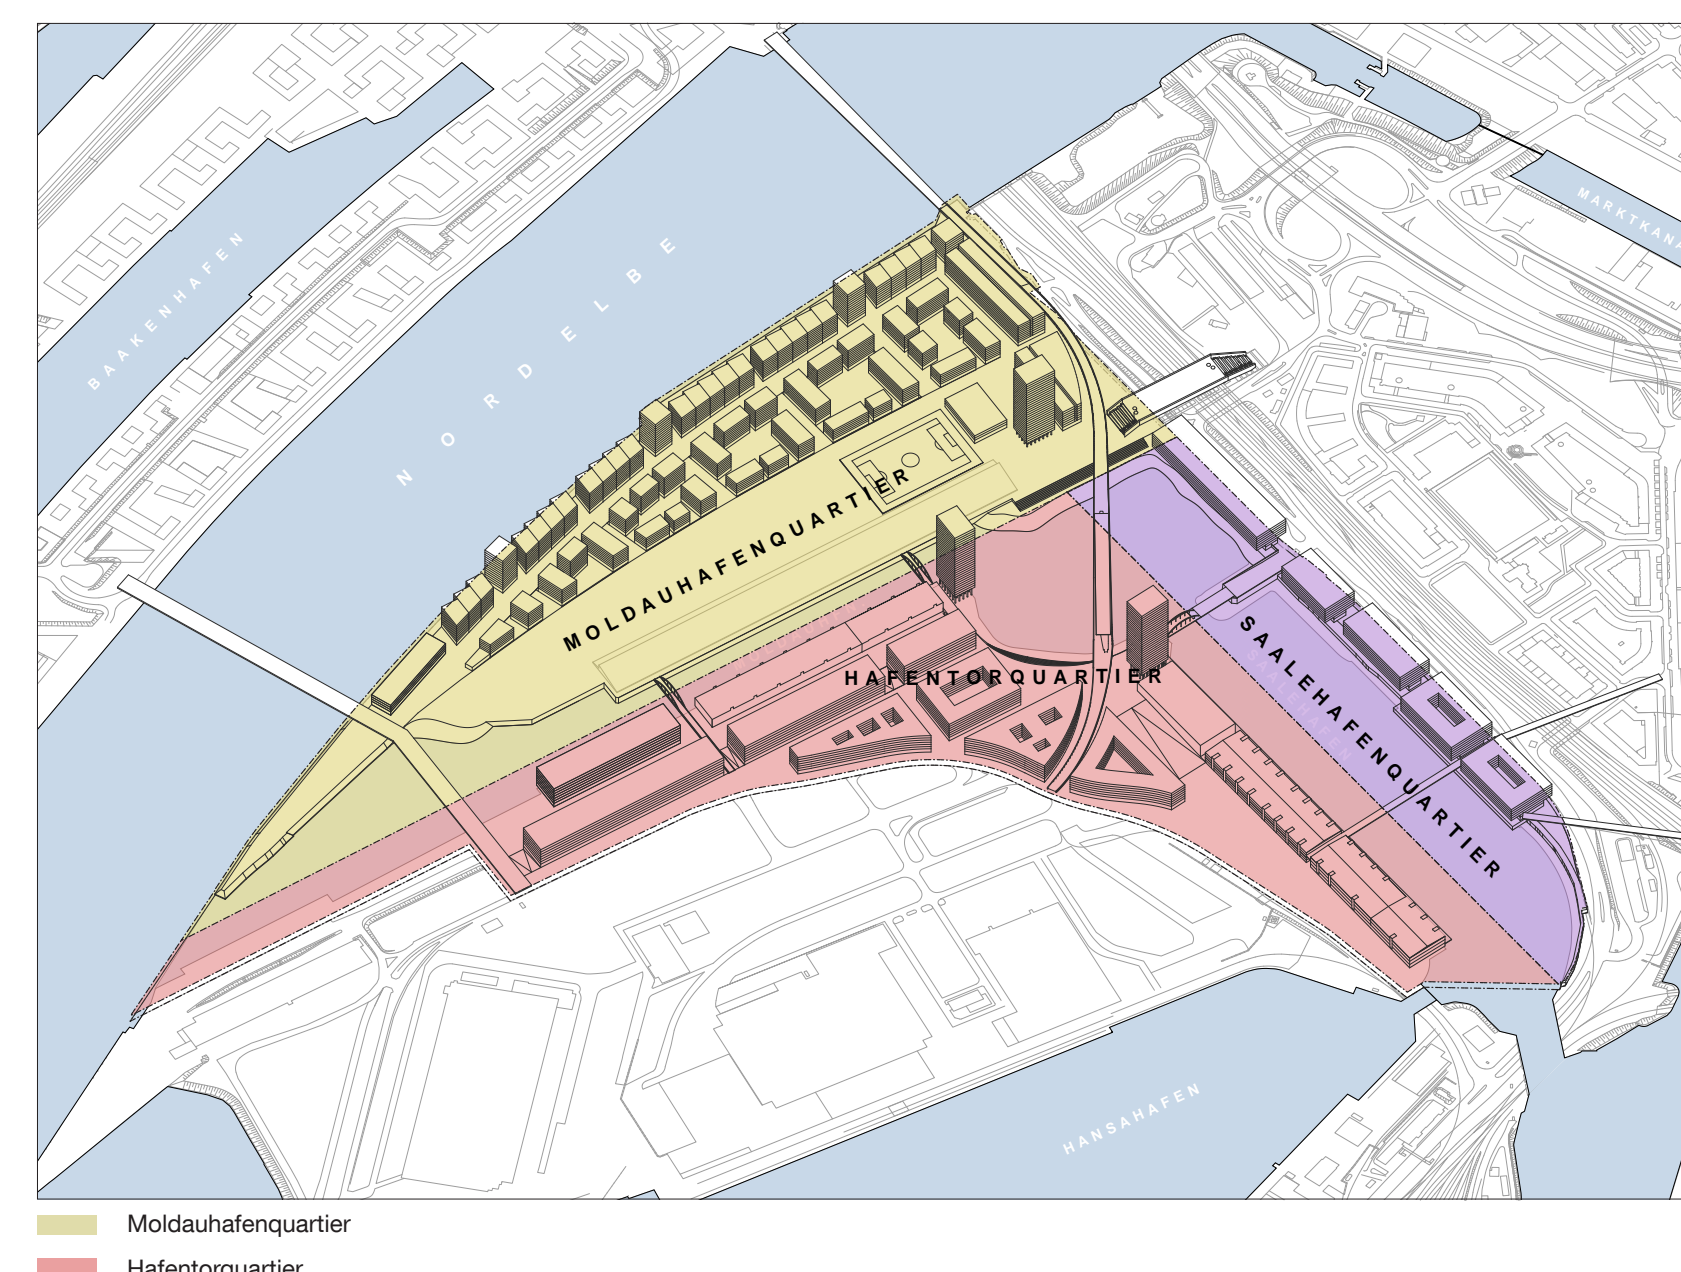 MARKTKANA
BAAKENHAFEN
NORDELBE
MOLDAUHAFENQUARTIER
HAFENTORQUARTIER
SAALEHAFENQUARTIER
SAALEHAFEN
HANSAHAFEN
Moldauhafenquartier
Hafentorquartier